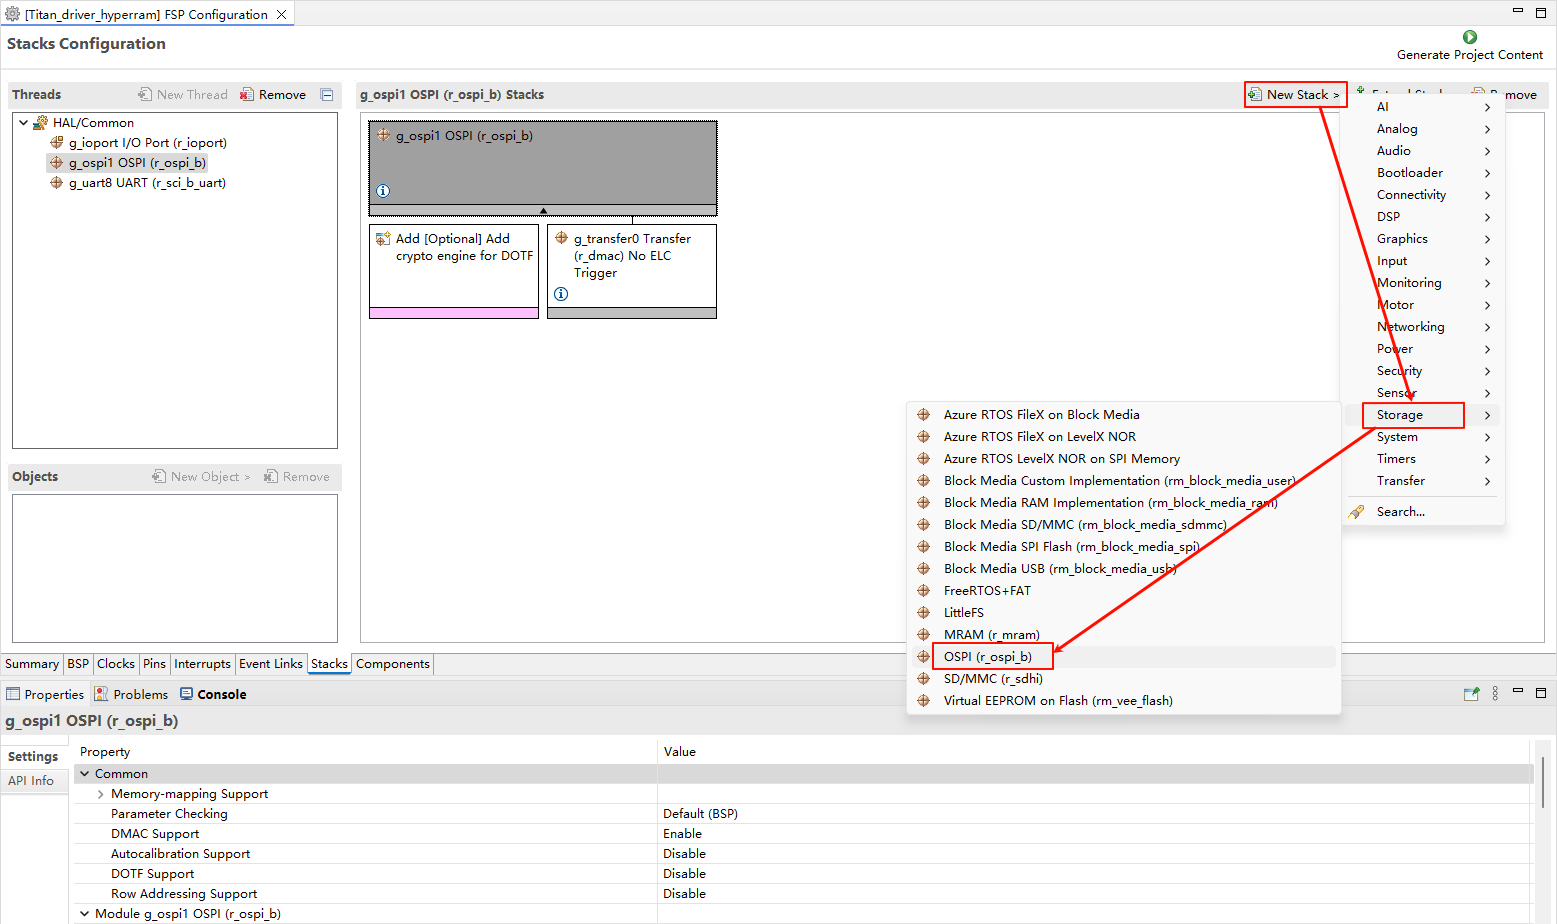 [Titan_driver_hyperram] FSP Configuration
Stacks Configuration
Generate Project Content
Threads
New Thread
Remove
HAL/Common
g_ioport I/O Port (r_ioport)
g_ospi1 OSPI (r_ospi_b)
g_uart8 UART (r_sci_b_uart)
Objects
New Object >
Remove
g_ospi1 OSPI (r_ospi_b) Stacks
New Stack >
g_ospi1 OSPI (r_ospi_b)
Add [Optional] Add
crypto engine for DOTF
g_transfer0 Transfer
(r_dmac) No ELC
Trigger
AI
Analog
Audio
Bootloader
Connectivity
DSP
Graphics
Input
Monitoring
Motor
Networking
Power
Security
Sensor
Storage
System
Timers
Transfer
Search...
Azure RTOS FileX on Block Media
Azure RTOS FileX on LevelX NOR
Azure RTOS LevelX NOR on SPI Memory
Block Media Custom Implementation (rm_block_media_user)
Block Media RAM Implementation (rm_block_media_ram)
Block Media SD/MMC (rm_block_media_sdmmc)
Block Media SPI Flash (rm_block_media_spi)
Block Media USB (rm_block_media_usb)
FreeRTOS+FAT
LittleFS
MRAM (r_mram)
OSPI (r_ospi_b)
SD/MMC (r_sdhi)
Virtual EEPROM on Flash (rm_vee_flash)
Summary BSP Clocks Pins Interrupts Event Links Stacks Components
Properties Problems Console
g_ospi1 OSPI (r_ospi_b)
Settings
API Info
Property Value
Common
Memory-mapping Support
Parameter Checking Default (BSP)
DMAC Support Enable
Autocalibration Support Disable
DOTF Support Disable
Row Addressing Support Disable
Module g_ospi1 OSPI (r_ospi_b)